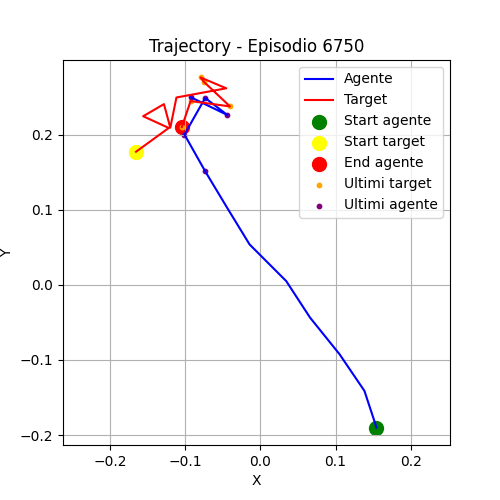 Trajectory - Episodio 6750
Agente
Target
Start agente
Start target
End agente
Ultimi target
Ultimi agente
Y
0.2
0.1
0.0
−0.1
−0.2
−0.2
−0.1
0.0
0.1
0.2
X